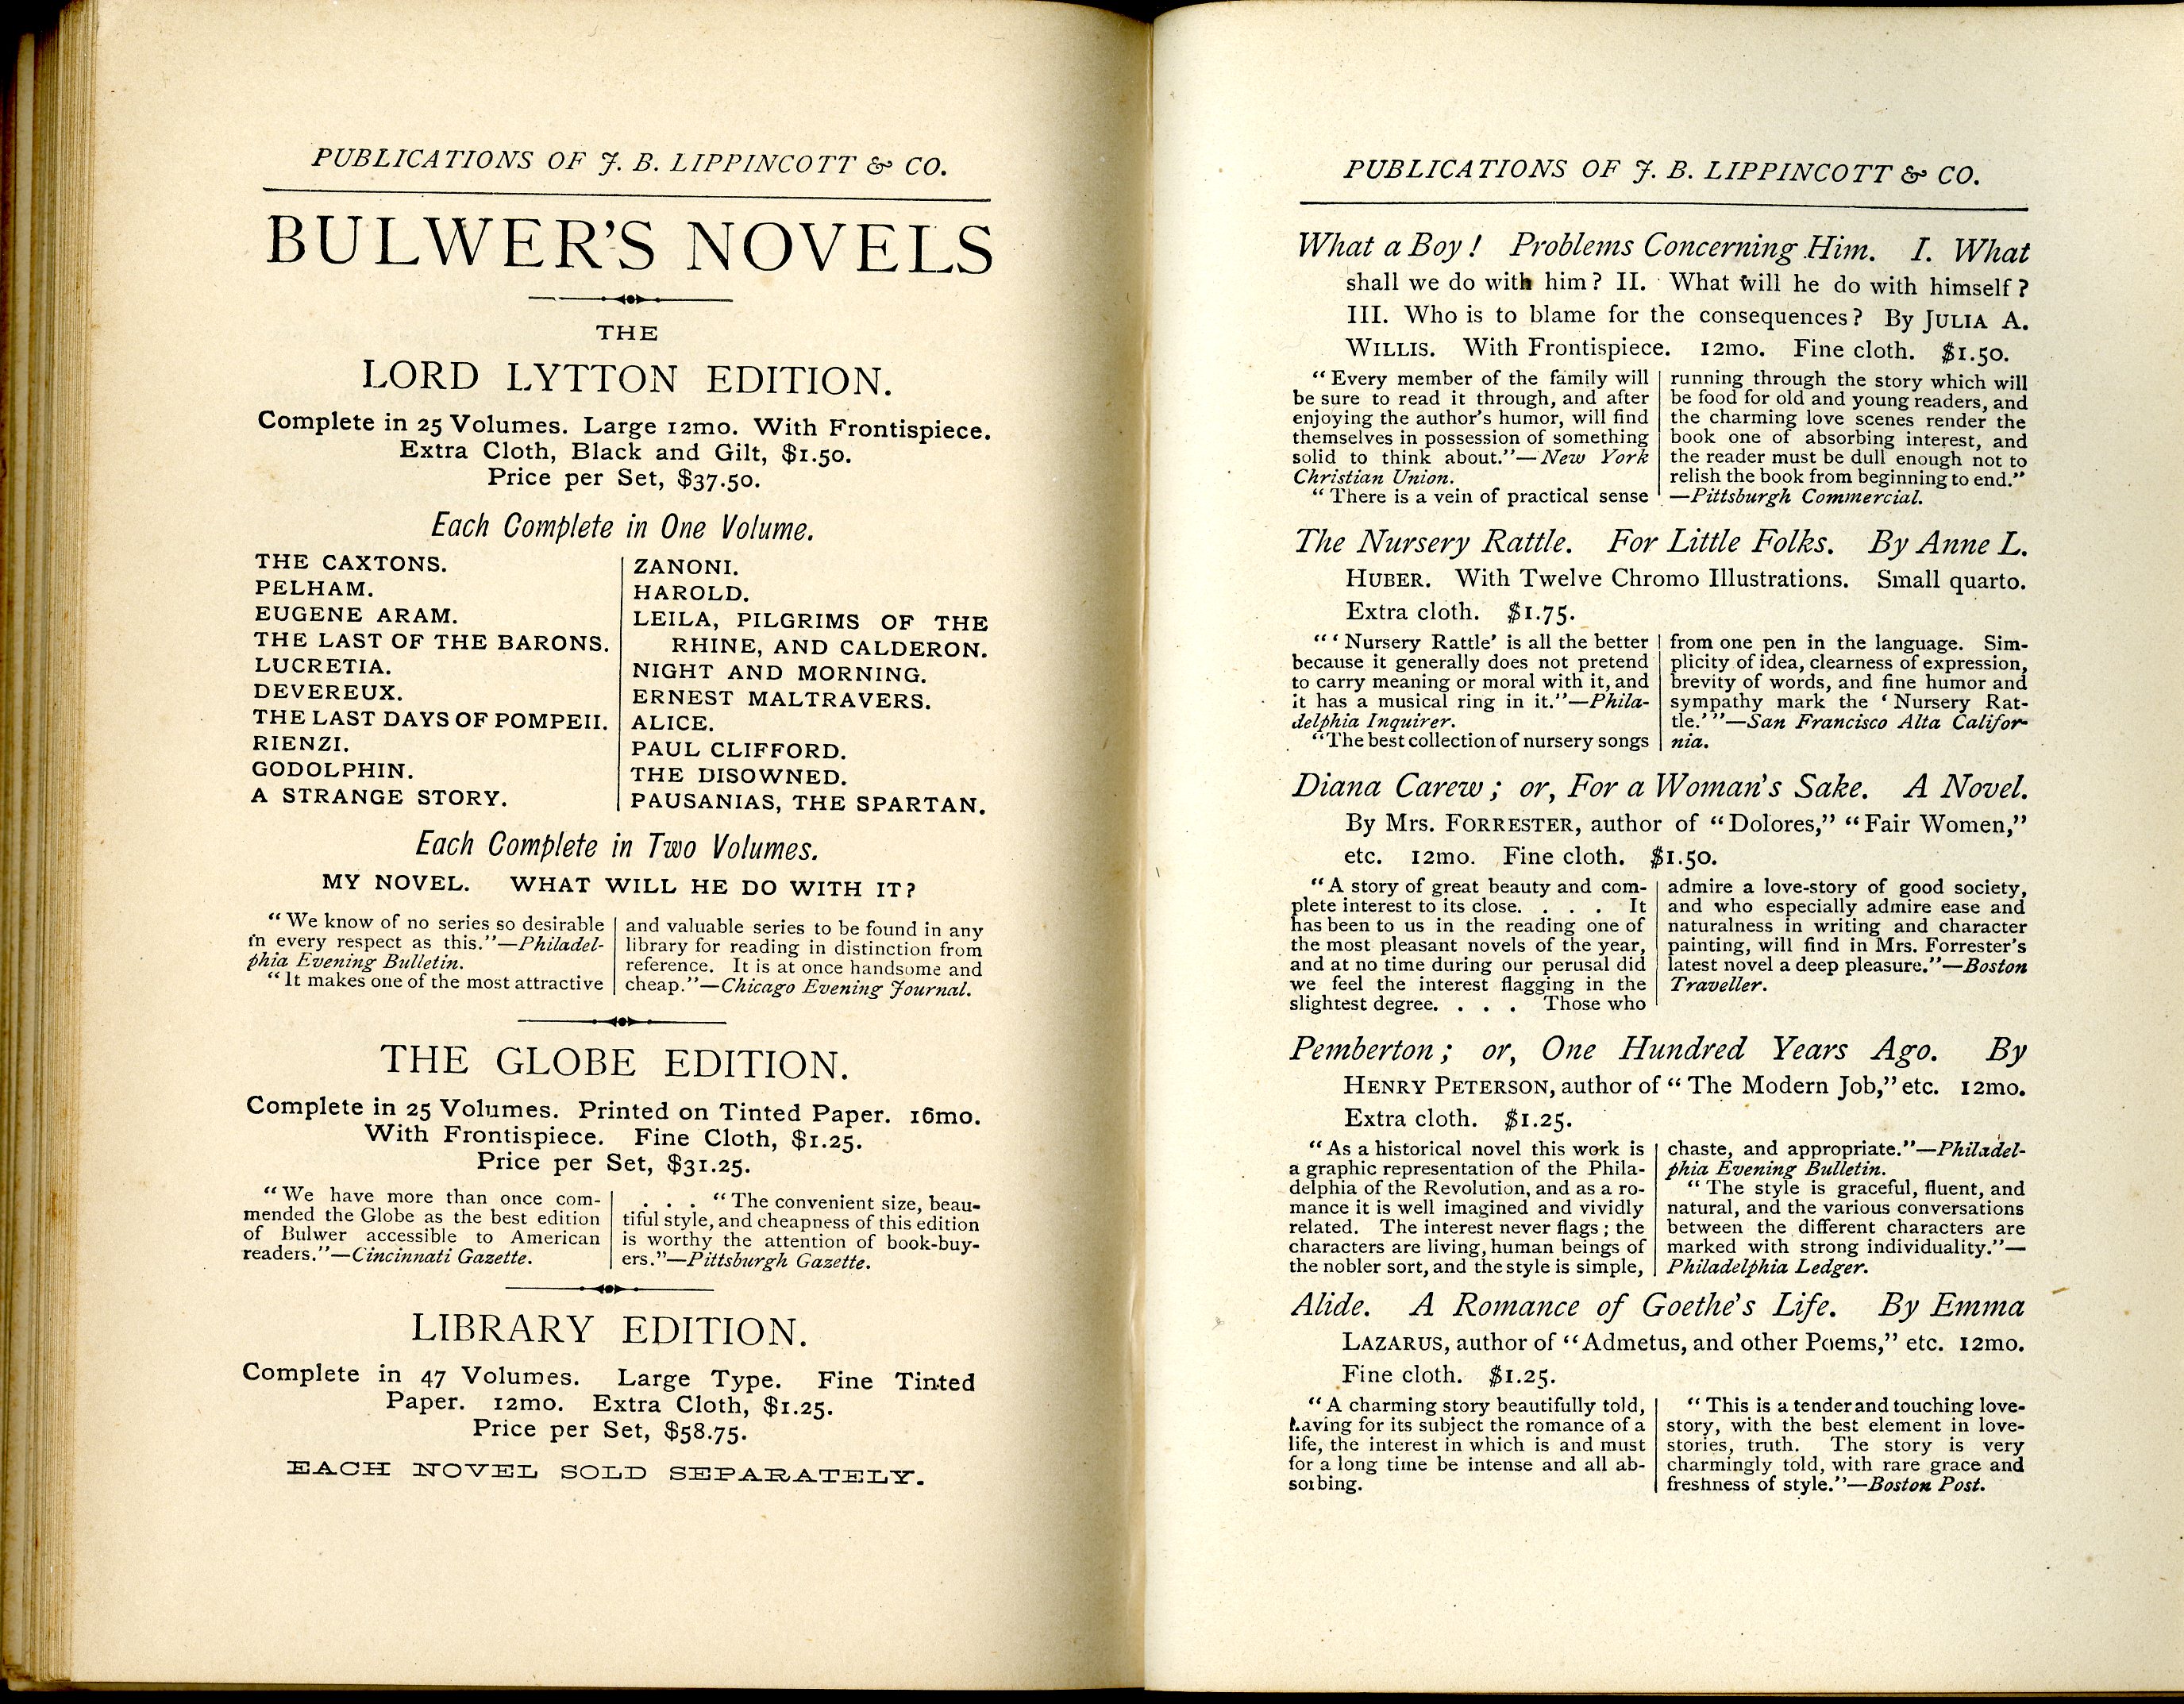 PUBLICATIONS OF J. B. LIPPINCOTT & CO.
BULWER'S NOVELS
THE
LORD LYTTON EDITION.
Complete in 25 Volumes. Large 12mo. With Frontispiece.
Extra Cloth, Black and Gilt, $1.50.
Price per Set, $37.50.
Each Complete in One Volume.
THE CAXTONS.
PELHAM.
EUGENE ARAM.
THE LAST OF THE BARONS.
LUCRETIA.
DEVEREUX.
THE LAST DAYS OF POMPEII.
RIENZI.
GODOLPHIN.
A STRANGE STORY.
ZANONI.
HAROLD.
LEILA, PILGRIMS OF THE
RHINE, AND CALDERON.
NIGHT AND MORNING.
ERNEST MALTRAVERS.
ALICE.
PAUL CLIFFORD.
THE DISOWNED.
PAUSANIAS, THE SPARTAN.
Each Complete in Two Volumes.
MY NOVEL. WHAT WILL HE DO WITH IT?
"We know of no series so desirable
in every respect as this."—Philadel-
phia Evening Bulletin.
"It makes one of the most attractive
and valuable series to be found in any
library for reading in distinction from
reference. It is at once handsome and
cheap."—Chicago Evening Journal.
THE GLOBE EDITION.
Complete in 25 Volumes. Printed on Tinted Paper. 16mo.
With Frontispiece. Fine Cloth, $1.25.
Price per Set, $31.25.
"We have more than once com-
mended the Globe as the best edition
of Bulwer accessible to American
readers."—Cincinnati Gazette.
. . . "The convenient size, beau-
tiful style, and cheapness of this edition
is worthy the attention of book-buy-
ers."—Pittsburgh Gazette.
LIBRARY EDITION.
Complete in 47 Volumes. Large Type. Fine Tinted
Paper. 12mo. Extra Cloth, $1.25.
Price per Set, $58.75.
EACH NOVEL SOLD SEPARATELY.
PUBLICATIONS OF J. B. LIPPINCOTT & CO.
What a Boy! Problems Concerning Him. I. What
shall we do with him? II. What will he do with himself?
III. Who is to blame for the consequences? By JULIA A.
WILLIS. With Frontispiece. 12mo. Fine cloth. $1.50.
"Every member of the family will
be sure to read it through, and after
enjoying the author's humor, will find
themselves in possession of something
solid to think about."—New York
Christian Union.
"There is a vein of practical sense
running through the story which will
be food for old and young readers, and
the charming love scenes render the
book one of absorbing interest, and
the reader must be dull enough not to
relish the book from beginning to end."
—Pittsburgh Commercial.
The Nursery Rattle. For Little Folks. By Anne L.
HUBER. With Twelve Chromo Illustrations. Small quarto.
Extra cloth. $1.75.
"'Nursery Rattle' is all the better
because it generally does not pretend
to carry meaning or moral with it, and
it has a musical ring in it."—Phila-
delphia Inquirer.
"The best collection of nursery songs
from one pen in the language. Sim-
plicity of idea, clearness of expression,
brevity of words, and fine humor and
sympathy mark the 'Nursery Rat-
tle.'"—San Francisco Alta Califor-
nia.
Diana Carew; or, For a Woman's Sake. A Novel.
By Mrs. FORRESTER, author of "Dolores," "Fair Women,"
etc. 12mo. Fine cloth. $1.50.
"A story of great beauty and com-
plete interest to its close. . . . It
has been to us in the reading one of
the most pleasant novels of the year,
and at no time during our perusal did
we feel the interest flagging in the
slightest degree. . . . Those who
admire a love-story of good society,
and who especially admire ease and
naturalness in writing and character
painting, will find in Mrs. Forrester's
latest novel a deep pleasure."—Boston
Traveller.
Pemberton; or, One Hundred Years Ago. By
HENRY PETERSON, author of "The Modern Job," etc. 12mo.
Extra cloth. $1.25.
"As a historical novel this work is
a graphic representation of the Phila-
delphia of the Revolution, and as a ro-
mance it is well imagined and vividly
related. The interest never flags; the
characters are living, human beings of
the nobler sort, and the style is simple,
chaste, and appropriate."—Philadel-
phia Evening Bulletin.
"The style is graceful, fluent, and
natural, and the various conversations
between the different characters are
marked with strong individuality."—
Philadelphia Ledger.
Alide. A Romance of Goethe's Life. By Emma
LAZARUS, author of "Admetus, and other Poems," etc. 12mo.
Fine cloth. $1.25.
"A charming story beautifully told,
having for its subject the romance of a
life, the interest in which is and must
for a long time be intense and all ab-
sorbing.
"This is a tender and touching love-
story, with the best element in love-
stories, truth. The story is very
charmingly told, with rare grace and
freshness of style."—Boston Post.